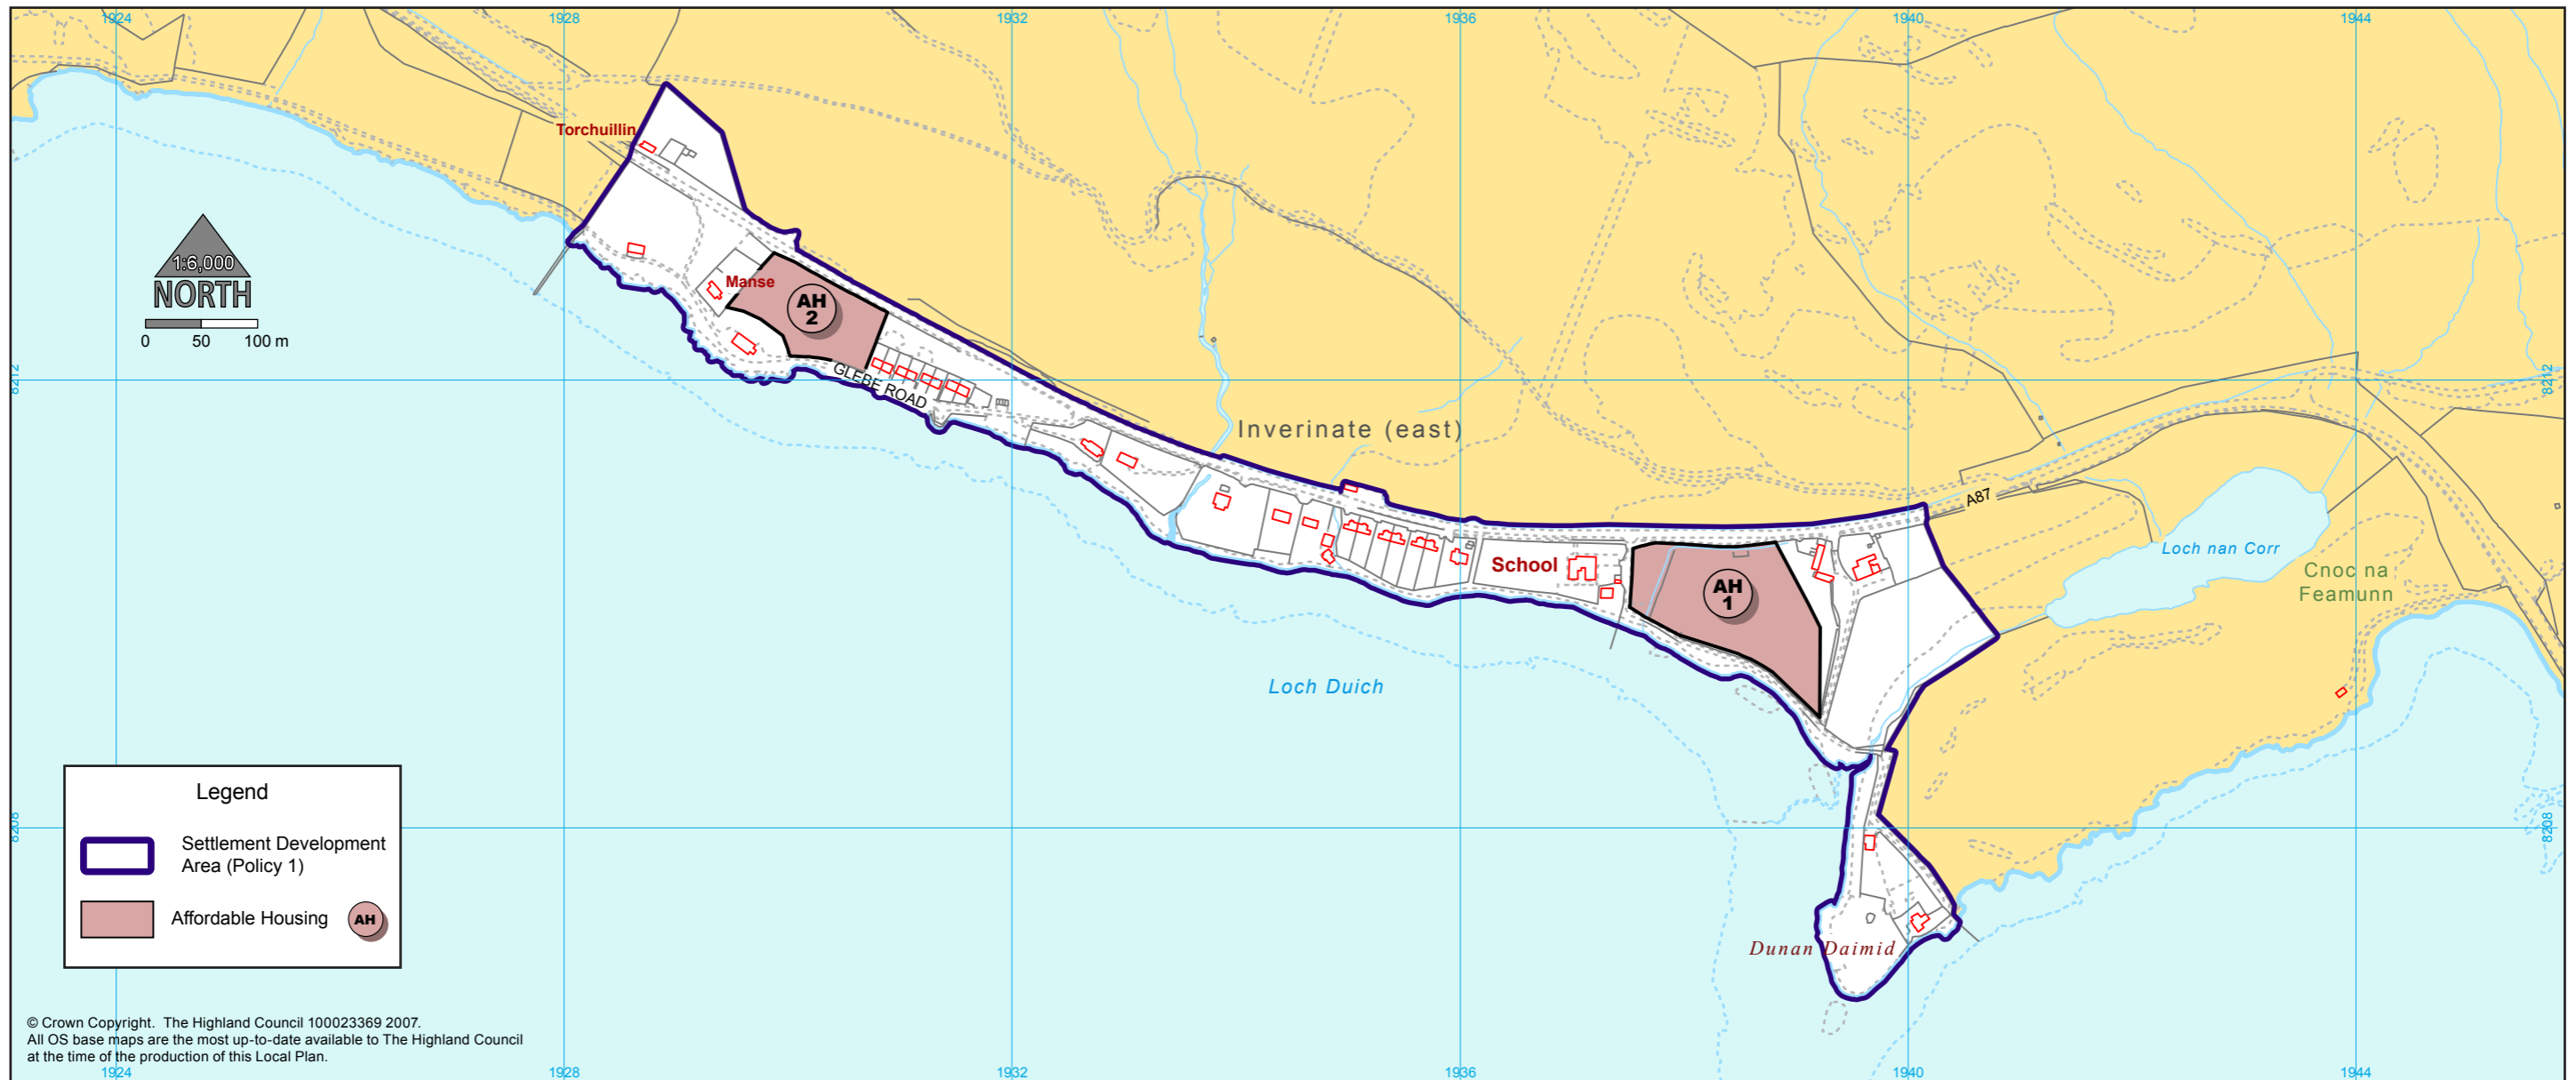 1924
1928
1932
1936
1940
1944
Torchuillin
1:6,000
NORTH
0 50 100 m
Manse
AH
2
GLEBE ROAD
8212
8212
Inverinate (east)
A87
Loch nan Corr
School
AH
1
Cnoc na
Feamunn
Loch Duich
Legend
Settlement Development
Area (Policy 1)
Affordable Housing
AH
8208
8208
Dunan Daimid
© Crown Copyright. The Highland Council 100023369 2007.
All OS base maps are the most up-to-date available to The Highland Council
at the time of the production of this Local Plan.
1924
1928
1932
1936
1940
1944